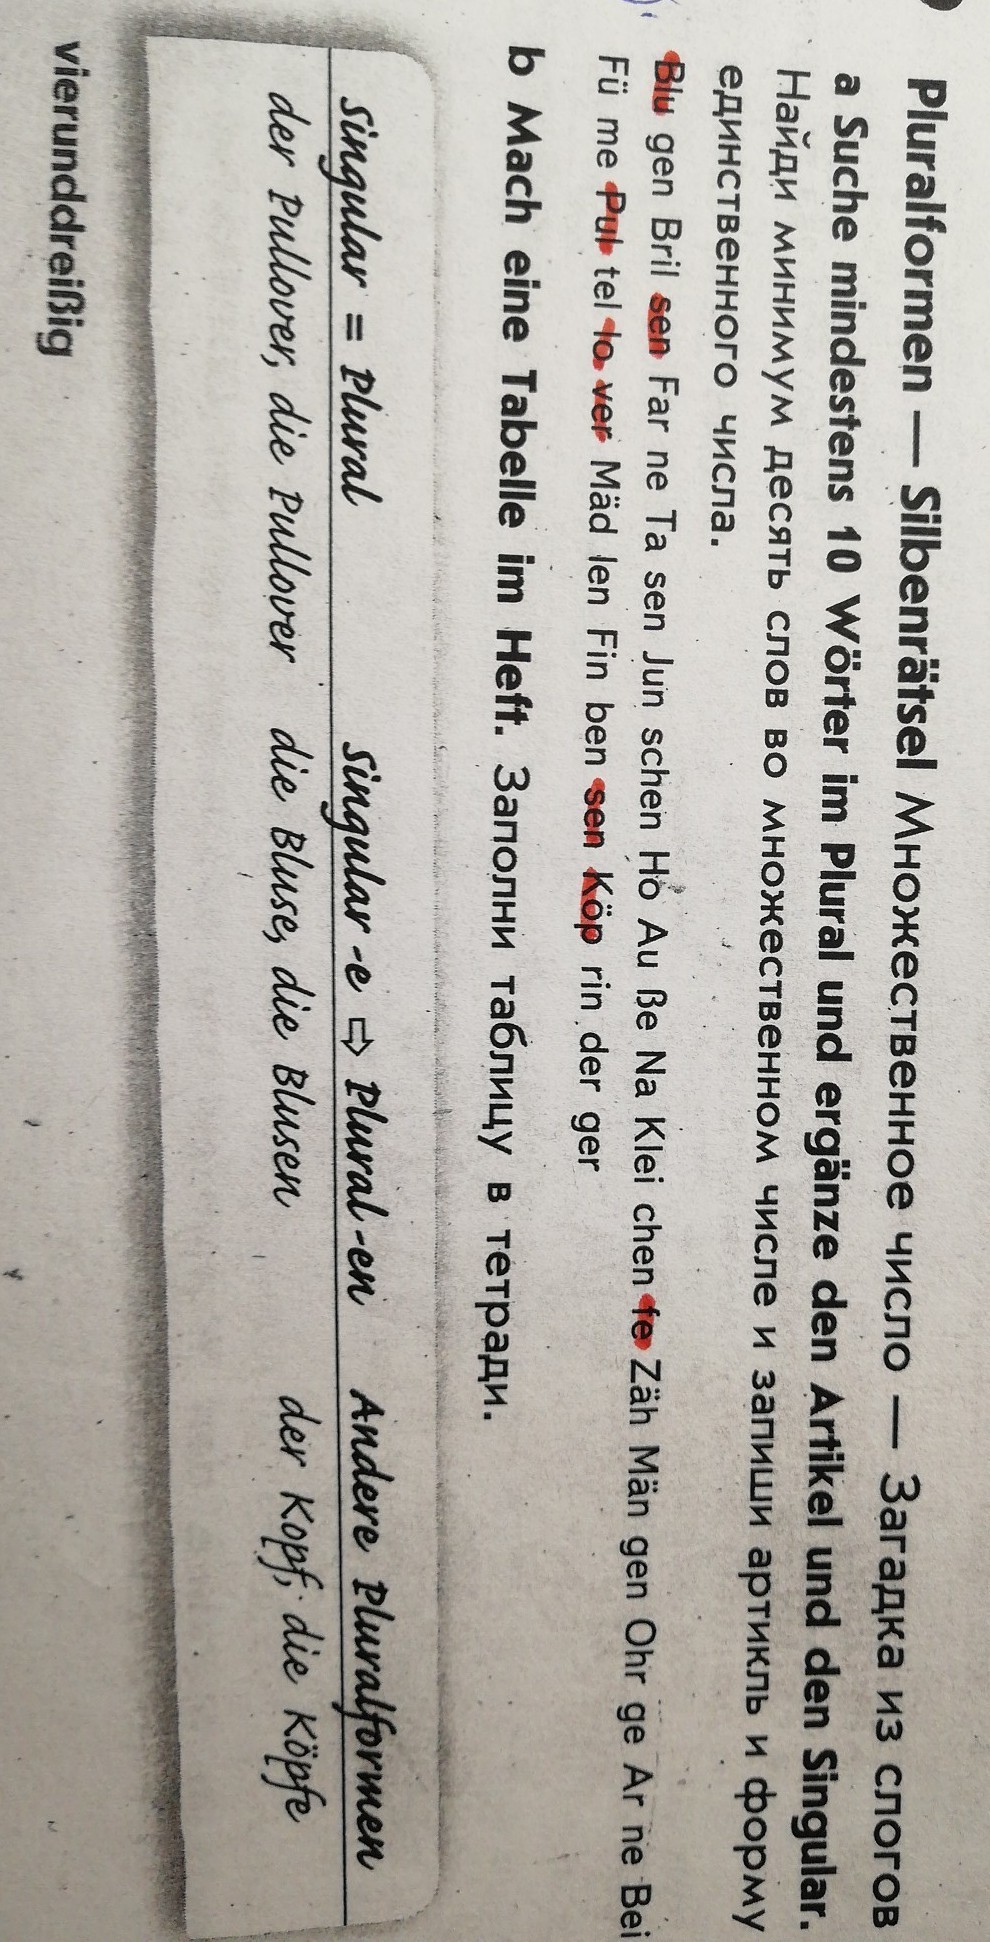 Pluralformen — Silbenrätsel Множественное число — Загадка из слогов
a Suche mindestens 10 Wörter im Plural und ergänze den Artikel und den Singular.
Найди минимум десять слов во множественном числе и запиши артикль и форму
единственного числа.
Blu gen Bril sen Far ne Ta sen Jun schen Ho Au ße Na Klei chen fe Zäh Män gen Ohr ge Ar ne Bei
Fü me Pul tel lo ver Mäd len Fin ben sen Köp rin der ger
b Mach eine Tabelle im Heft. Заполни таблицу в тетради.
Singular = Plural Singular -e ⇨ Plural -en Andere Pluralformen
der Pullover, die Pullover die Bluse, die Blusen der Kopf, die Köpfe
vierunddreißig